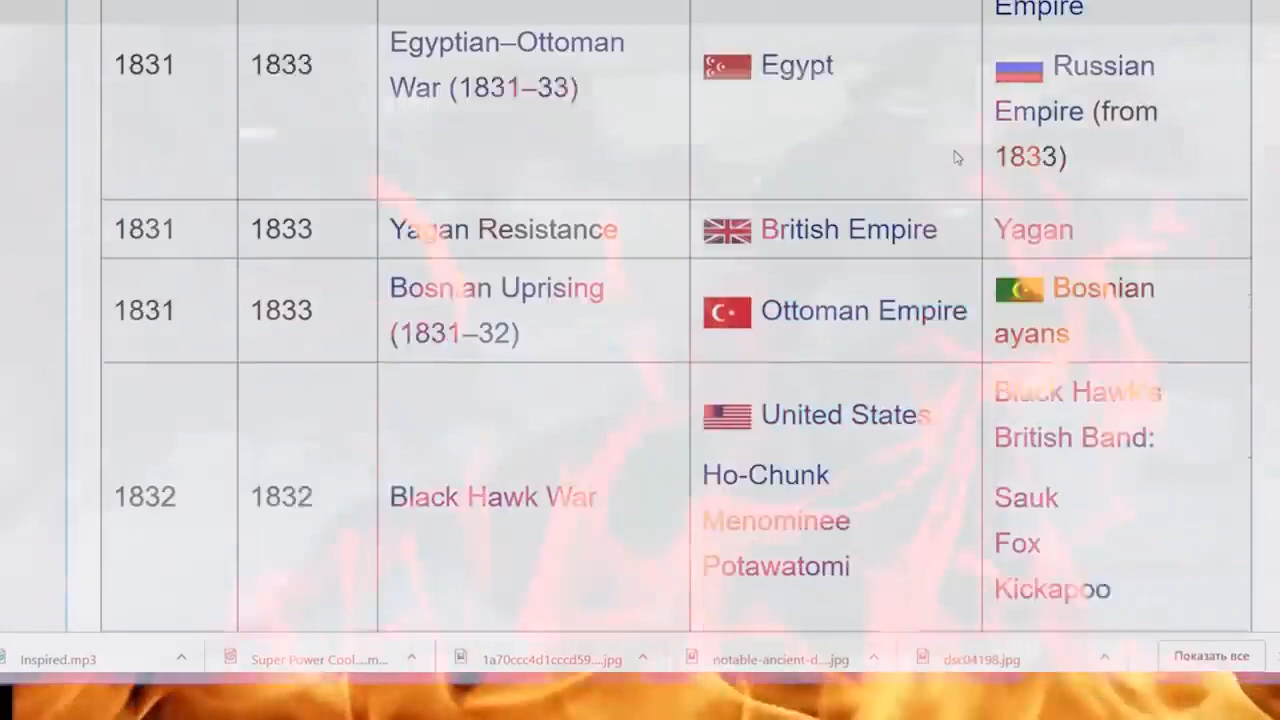 Empire
1831
1833
Egyptian–Ottoman
War (1831–33)
Egypt
Russian
Empire (from
1833)
1831
1833
Yagan Resistance
British Empire
Yagan
1831
1833
Bosnian Uprising
(1831–32)
Ottoman Empire
Bosnian
ayans
1832
1832
Black Hawk War
United States
Ho-Chunk
Menominee
Potawatomi
Black Hawk's
British Band:
Sauk
Fox
Kickapoo
Inspired.mp3
Super Power Cool....m...
1a70ccc4d1cccd59....jpg
notable-ancient-d....jpg
dsc04198.jpg
Показать все